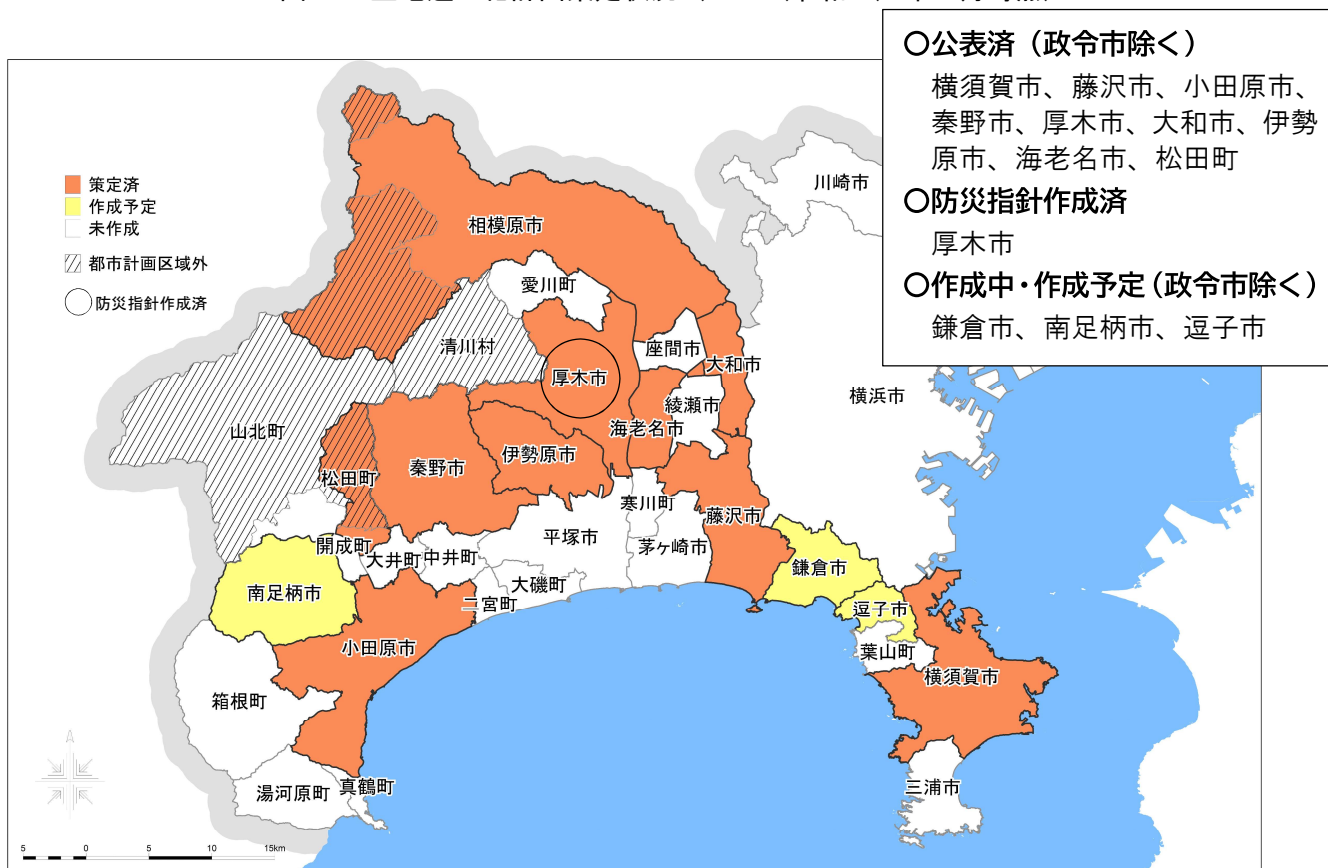 〇公表済（政令市除く）
横須賀市、藤沢市、小田原市、
秦野市、厚木市、大和市、伊勢
原市、海老名市、松田町
〇防災指針作成済
厚木市
〇作成中・作成予定（政令市除く）
鎌倉市、南足柄市、逗子市
策定済
作成予定
未作成
都市計画区域外
防災指針作成済
川崎市
相模原市
愛川町
清川村
座間市
大和市
厚木市
横浜市
綾瀬市
海老名市
山北町
伊勢原市
秦野市
松田町
寒川町
藤沢市
平塚市
茅ヶ崎市
開成町
大井町
中井町
鎌倉市
大磯町
南足柄市
二宮町
逗子市
小田原市
葉山町
横須賀市
箱根町
真鶴町
湯河原町
三浦市
5 0 5 10 15km